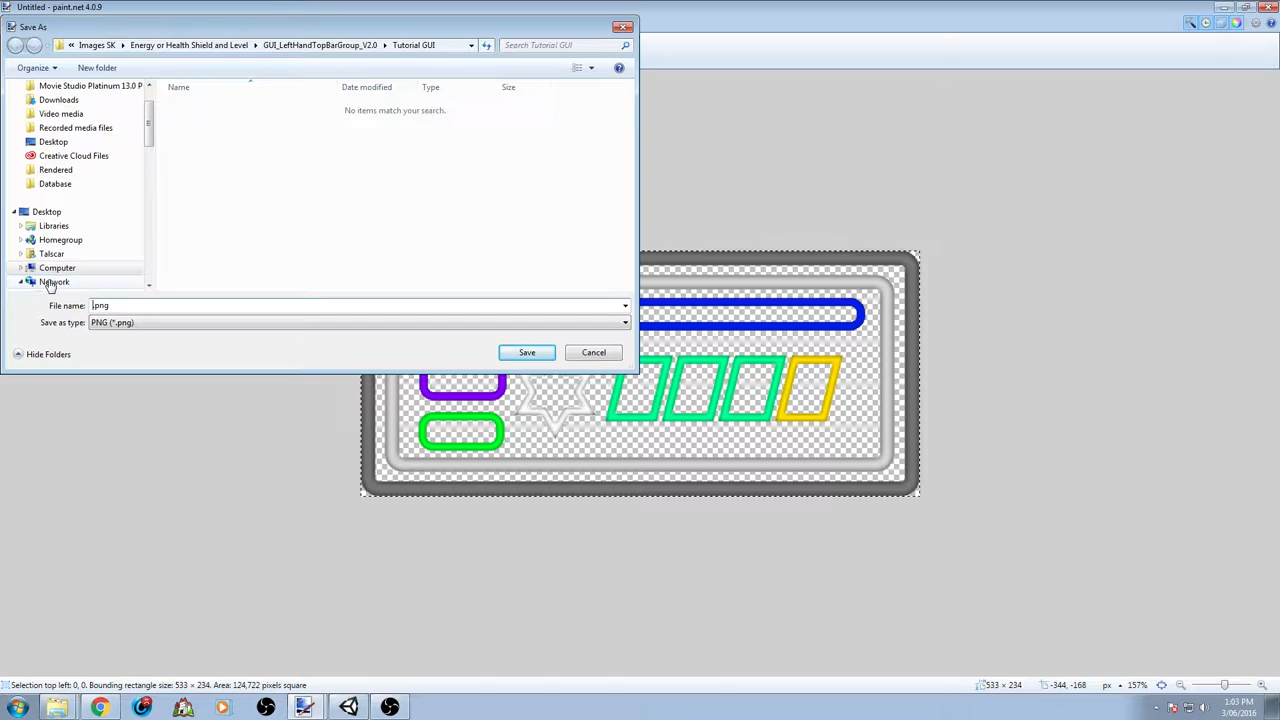 Untitled - paint.net 4.0.9
Save As
« Images SK ▸ Energy or Health Shield and Level ▸ GUI_LeftHandTopBarGroup_V2.0 ▸ Tutorial GUI
Search Tutorial GUI
Organize
New folder
Movie Studio Platinum 13.0 P
Downloads
Video media
Recorded media files
Desktop
Creative Cloud Files
Rendered
Database
Desktop
Libraries
Homegroup
Talscar
Computer
Network
Name
Date modified
Type
Size
No items match your search.
File name:
.png
Save as type:
PNG (*.png)
Hide Folders
Save
Cancel
Selection top left: 0, 0. Bounding rectangle size: 533 × 234. Area: 124,722 pixels square
533 × 234
-344, -168
px
157%
1:03 PM
3/06/2016